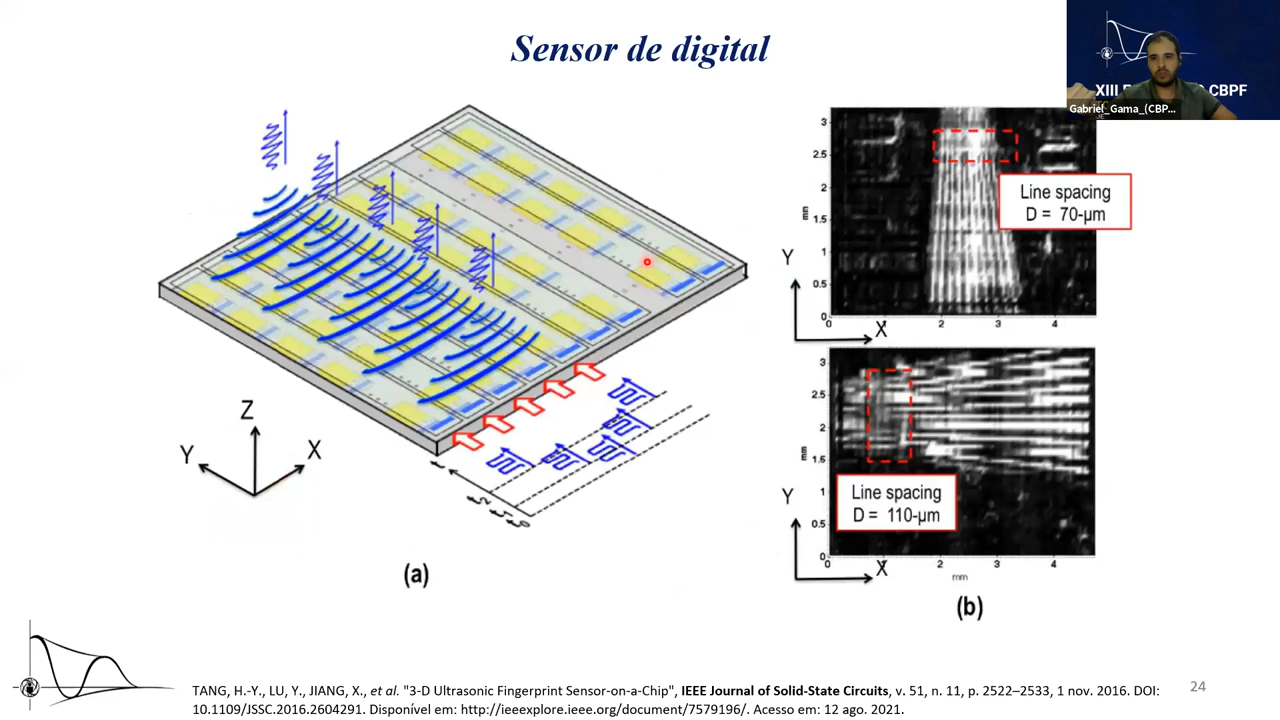 Sensor de digital
XIII
CBPF
Gabriel_Gama_(CBP...
Z
Y
X
(a)
3
2.5
2
1.5
1
0.5
0
mm
Y
X
0
2
3
4
Line spacing
D = 70-μm
3
2.5
2
1.5
1
0.5
0
mm
Y
X
0
2
3
4
mm
Line spacing
D = 110-μm
(b)
TANG, H.-Y., LU, Y., JIANG, X., et al. "3-D Ultrasonic Fingerprint Sensor-on-a-Chip", IEEE Journal of Solid-State Circuits, v. 51, n. 11, p. 2522–2533, 1 nov. 2016. DOI:
10.1109/JSSC.2016.2604291. Disponível em: http://ieeexplore.ieee.org/document/7579196/. Acesso em: 12 ago. 2021.
24